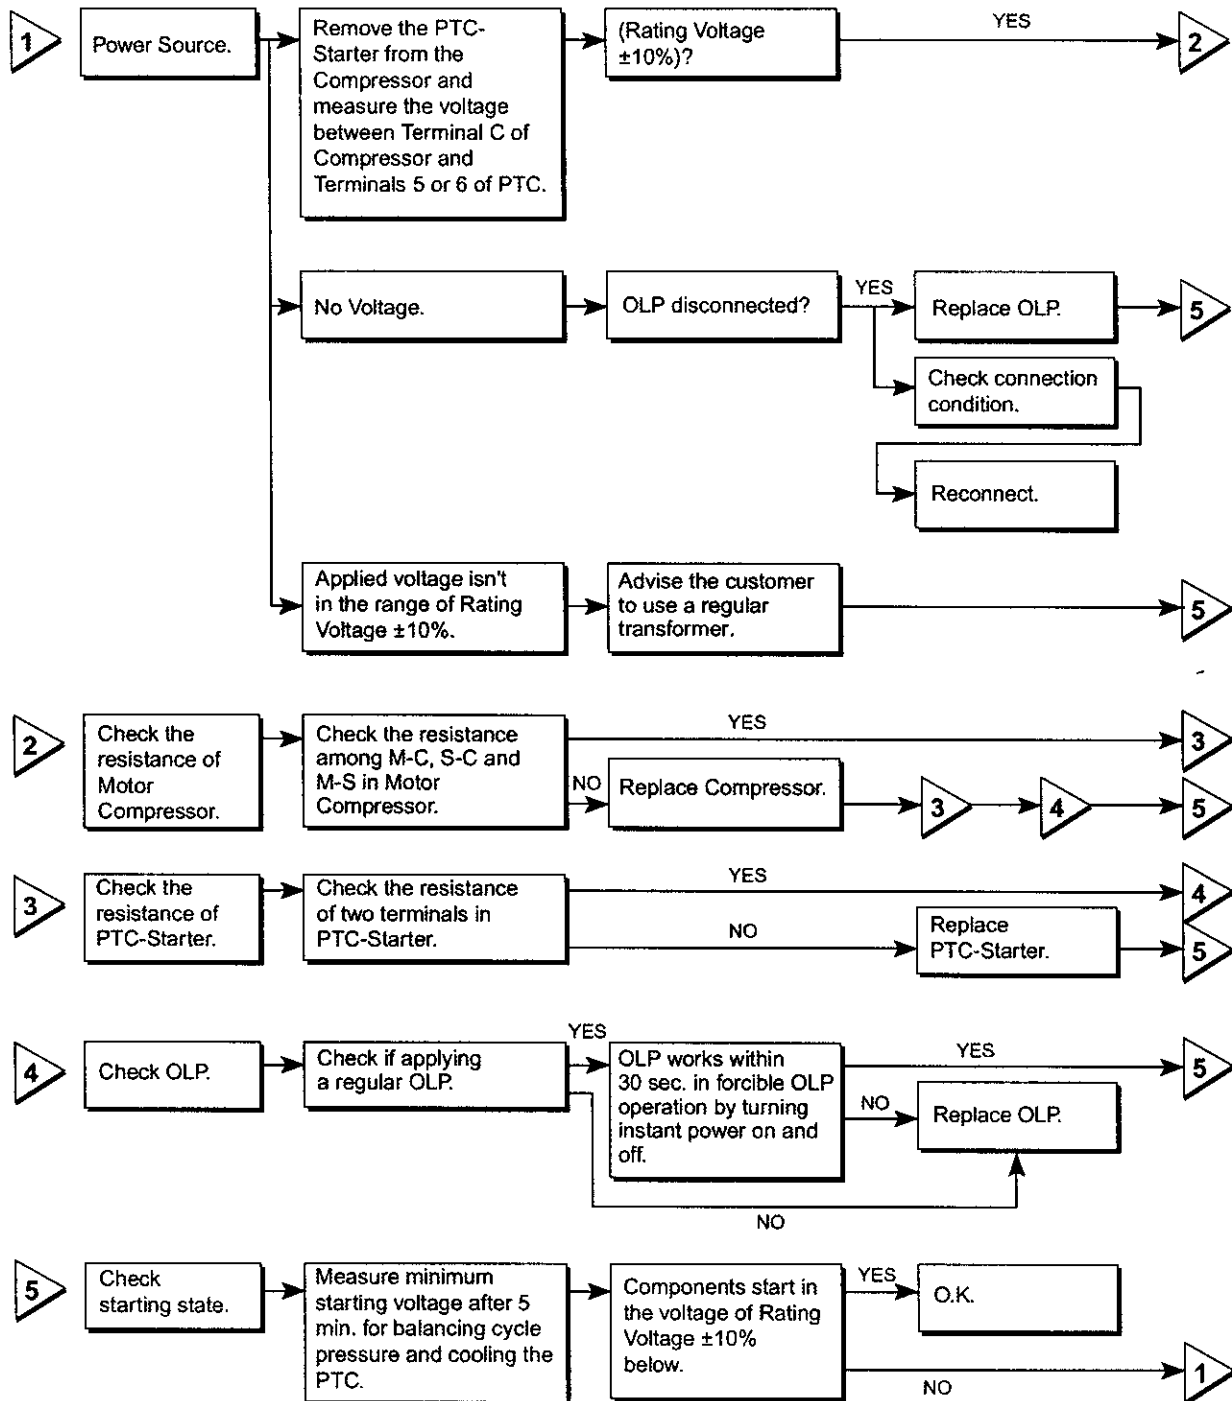 1
Power Source.
Remove the PTC-
Starter from the
Compressor and
measure the voltage
between Terminal C of
Compressor and
Terminals 5 or 6 of PTC.
(Rating Voltage
±10%)?
YES
2
No Voltage.
OLP disconnected?
YES
Replace OLP.
5
Check connection
condition.
Reconnect.
Applied voltage isn't
in the range of Rating
Voltage ±10%.
Advise the customer
to use a regular
transformer.
5
2
Check the
resistance of
Motor
Compressor.
Check the resistance
among M-C, S-C and
M-S in Motor
Compressor.
YES
3
NO
Replace Compressor.
3
4
5
3
Check the
resistance of
PTC-Starter.
Check the resistance
of two terminals in
PTC-Starter.
YES
4
NO
Replace
PTC-Starter.
5
4
Check OLP.
Check if applying
a regular OLP.
YES
OLP works within
30 sec. in forcible OLP
operation by turning
instant power on and
off.
YES
5
NO
Replace OLP.
NO
5
Check
starting state.
Measure minimum
starting voltage after 5
min. for balancing cycle
pressure and cooling the
PTC.
Components start in
the voltage of Rating
Voltage ±10%
below.
YES
O.K.
NO
1